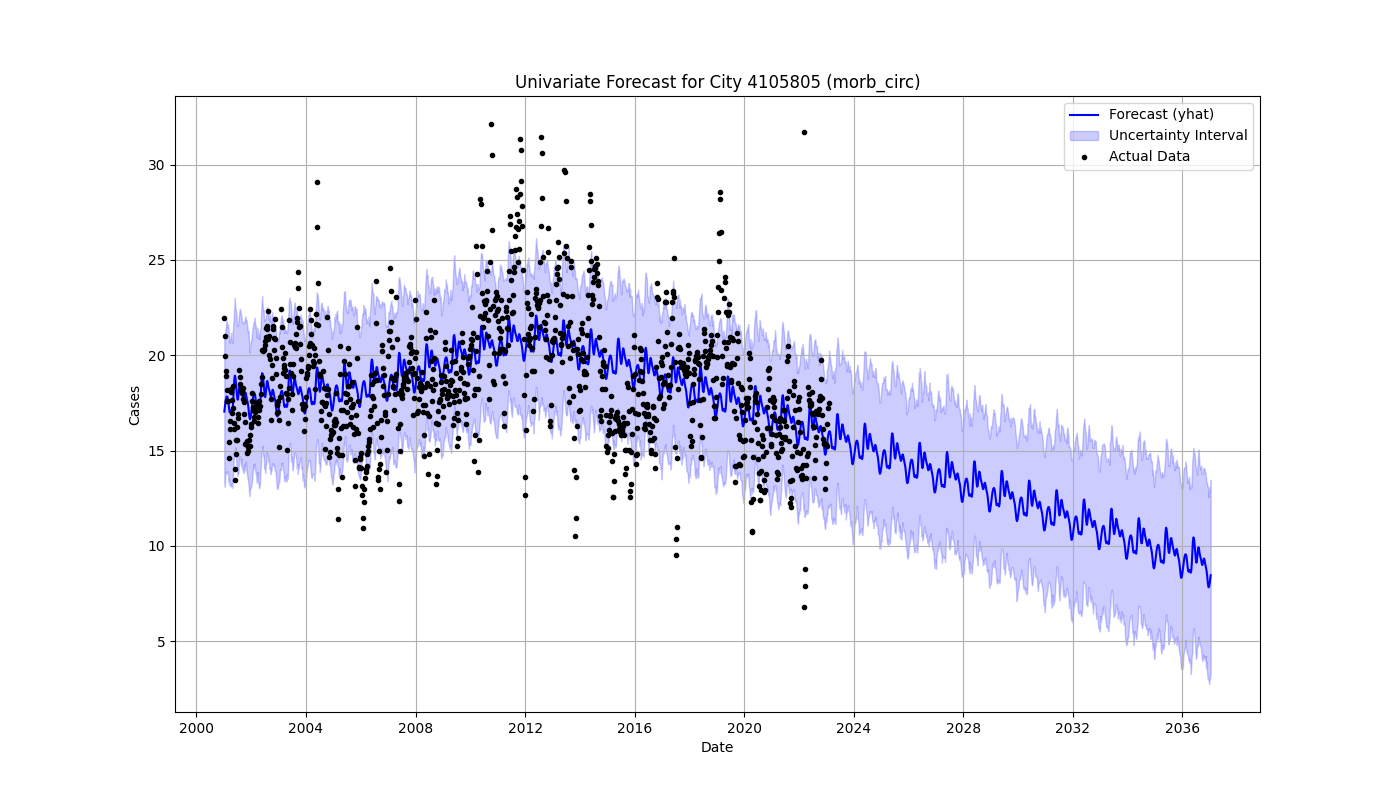 Univariate Forecast for City 4105805 (morb_circ)
Forecast (yhat)
Uncertainty Interval
Actual Data
Cases
30
25
20
15
10
5
2000 2004 2008 2012 2016 2020 2024 2028 2032 2036
Date